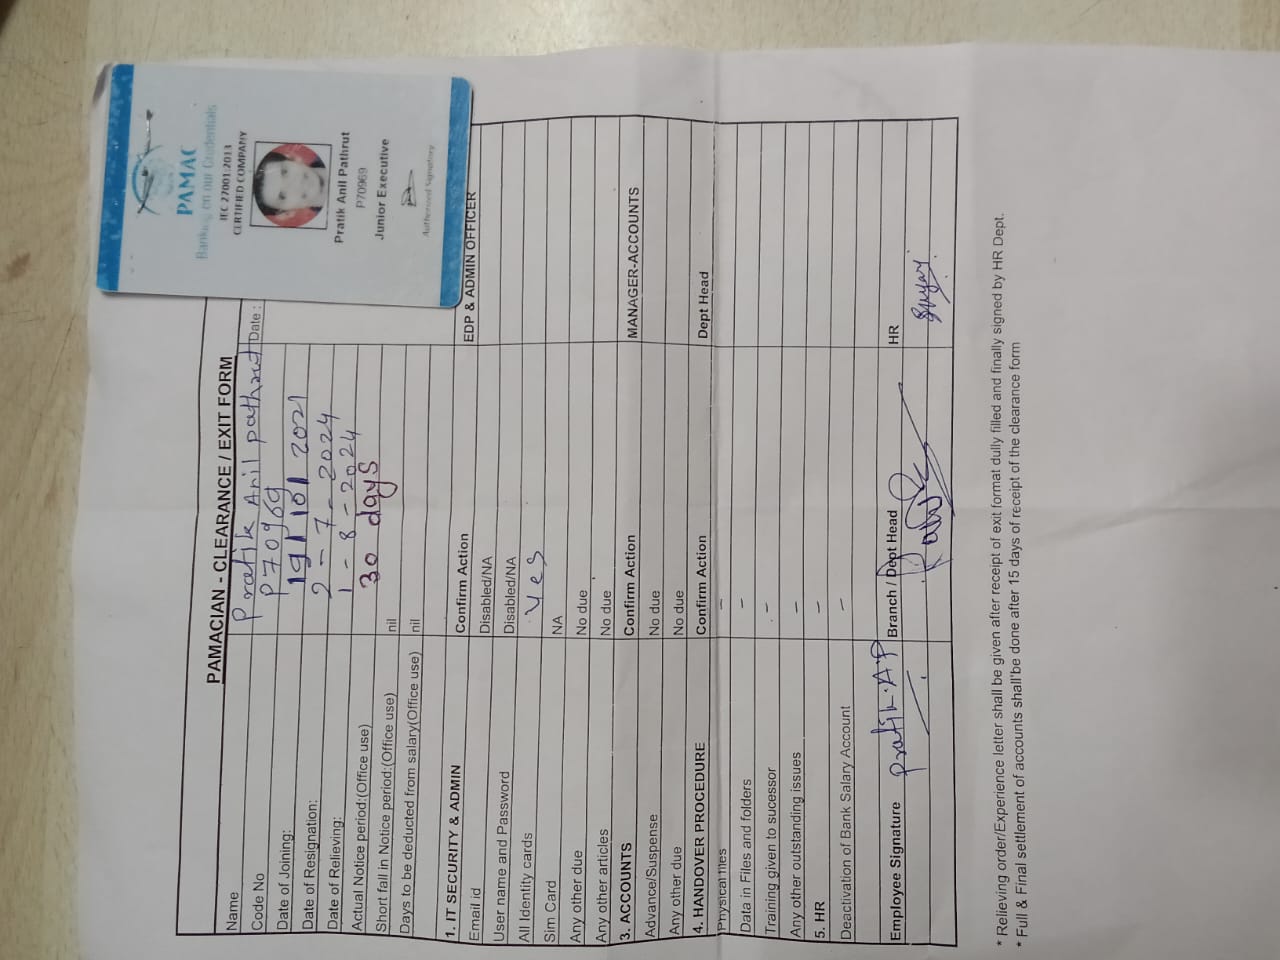 PAMAC
Banking on our Credentials
IEC 27001:2013
CERTIFIED COMPANY
Pratik Anil Pathrut
P70969
Junior Executive
Authorised Signatory
PAMACIAN - CLEARANCE / EXIT FORM
Name Pratik Anil pathrut Date :
Code No P70969
Date of Joining: 19/10/2021
Date of Resignation: 2-7-2024
Date of Relieving: 1-8-2024
Actual Notice period:(Office use) 30 days
Short fall in Notice period:(Office use) nil
Days to be deducted from salary(Office use) nil
1. IT SECURITY & ADMIN Confirm Action EDP & ADMIN OFFICER
Email id Disabled/NA
User name and Password Disabled/NA
All Identity cards Yes
Sim Card NA
Any other due No due
Any other articles No due
3. ACCOUNTS Confirm Action MANAGER-ACCOUNTS
Advance/Suspense No due
Any other due No due
4. HANDOVER PROCEDURE Confirm Action Dept Head
Physical files -
Data in Files and folders -
Training given to sucessor -
Any other outstanding issues -
5. HR -
Deactivation of Bank Salary Account -
Employee Signature Pratik.A.P Branch / Dept Head HR
* Relieving order/Experience letter shall be given after receipt of exit format dully filled and finally signed by HR Dept.
* Full & Final settlement of accounts shall'be done after 15 days of receipt of the clearance form